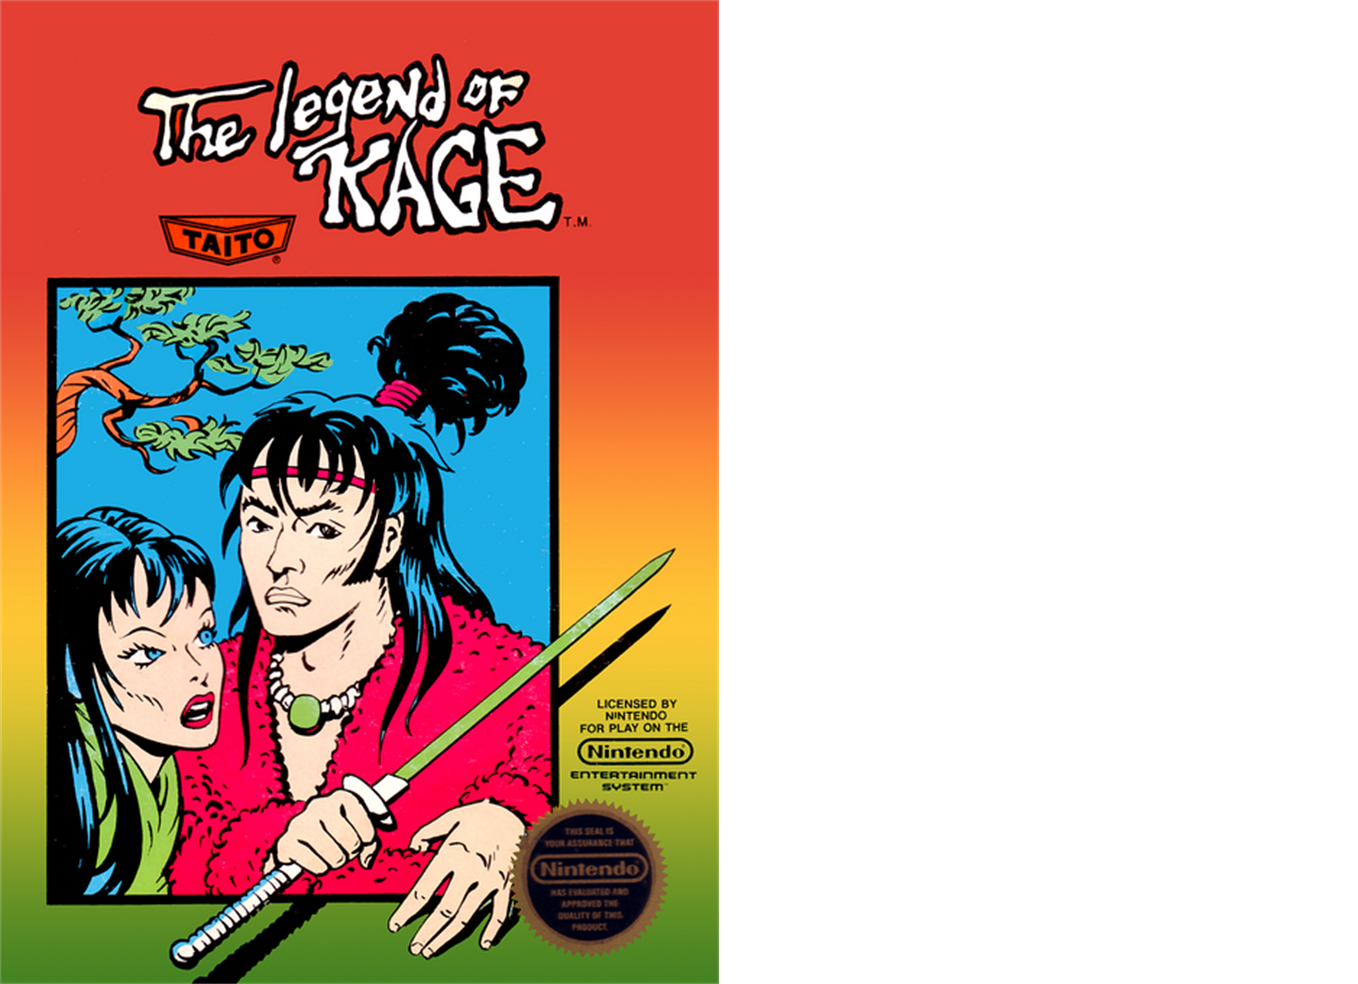 The legend of
KAGE
T.M.
TAITO
®
LICENSED BY
NINTENDO
FOR PLAY ON THE
Nintendo®
ENTERTAINMENT
SYSTEM™
THIS SEAL IS
YOUR ASSURANCE THAT
Nintendo
HAS EVALUATED AND
APPROVED THE
QUALITY OF THIS
PRODUCT.